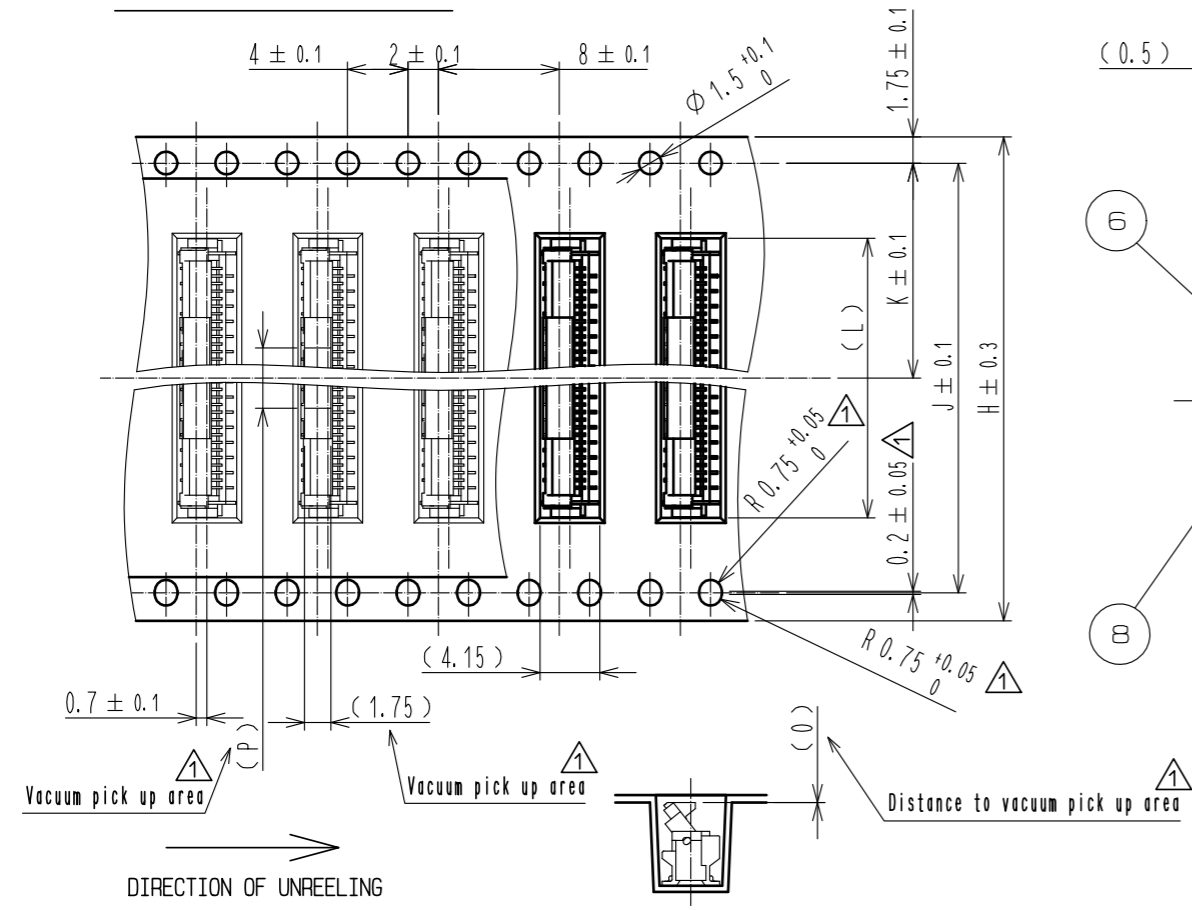 4 ± 0.1
2 ± 0.1
8 ± 0.1
Ø 1.5 +0.1 0
1.75 ± 0.1
(0.5)
6
K ± 0.1
(L)
J ± 0.1
H ± 0.3
R 0.75 +0.05 0 1
0.2 ± 0.05 1
8
R 0.75 +0.05 0 1
(4.15)
0.7 ± 0.1
(P)
(1.75)
(O)
1
Vacuum pick up area
1
Vacuum pick up area
1
Distance to vacuum pick up area
DIRECTION OF UNREELING